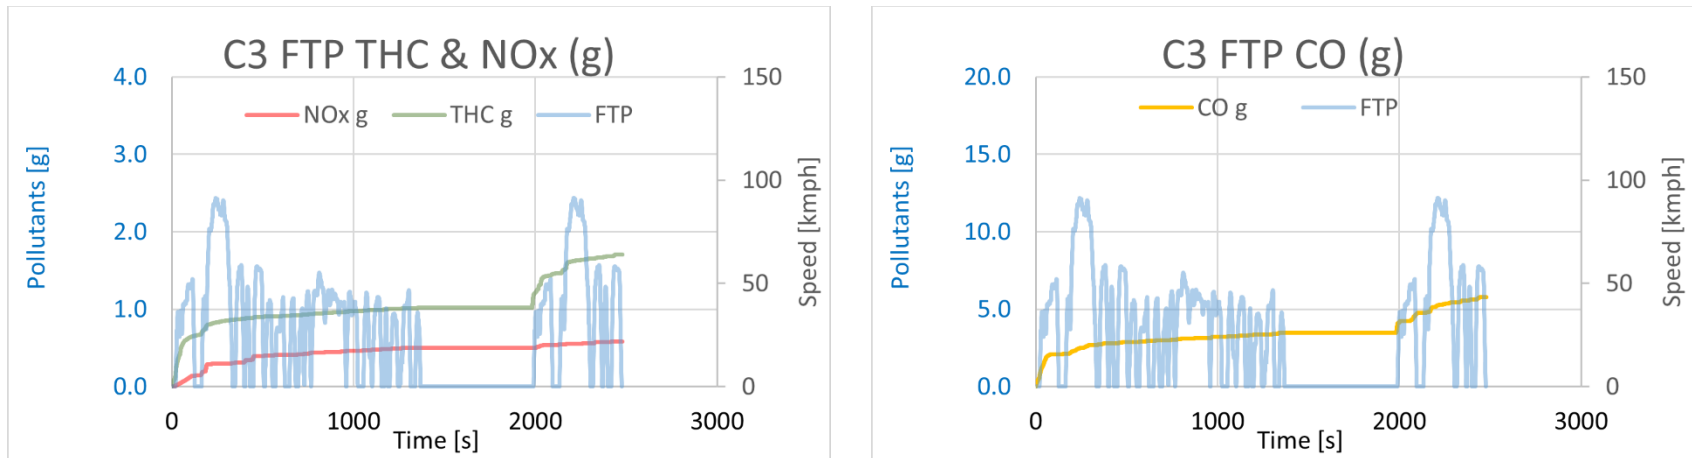 C3 FTP THC & NOx (g)
4.0
3.0
2.0
1.0
0.0
Pollutants [g]
NOx g THC g FTP
150
100
50
0
Speed [kmph]
0 1000 2000 3000
Time [s]
C3 FTP CO (g)
20.0
15.0
10.0
5.0
0.0
Pollutants [g]
CO g FTP
150
100
50
0
Speed [kmph]
0 1000 2000 3000
Time [s]